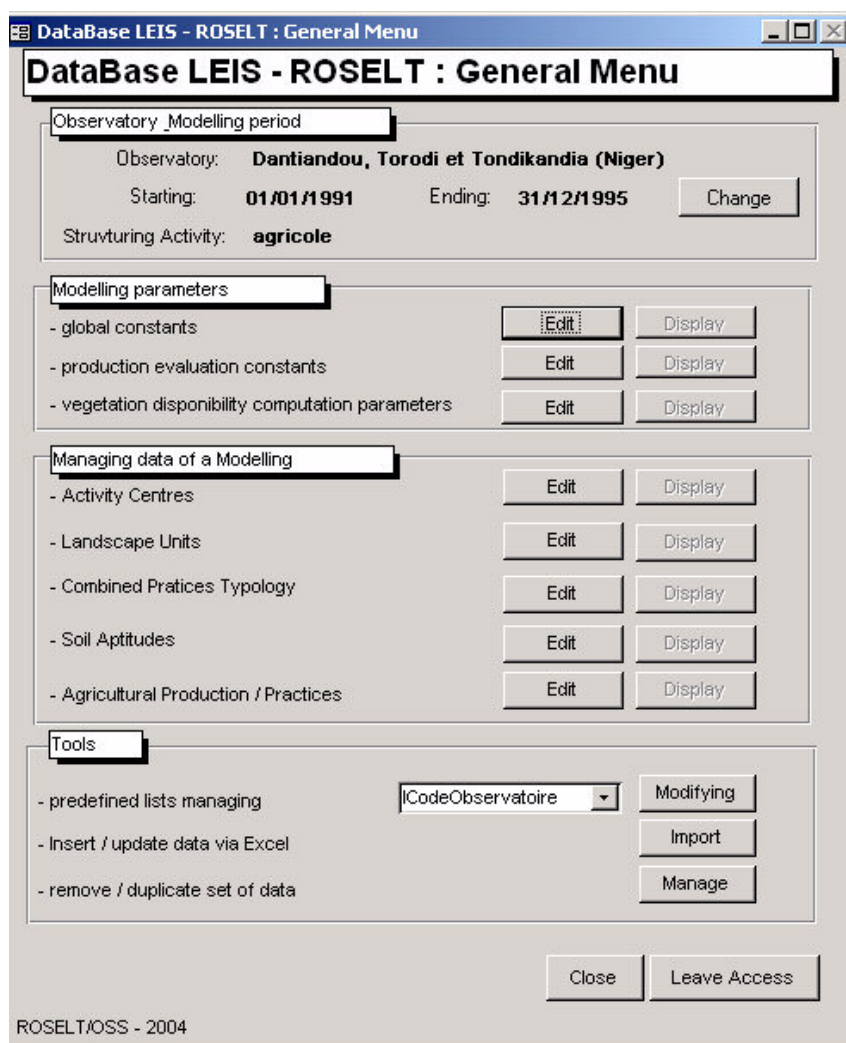 DataBase LEIS - ROSELT : General Menu
DataBase LEIS - ROSELT : General Menu
Observatory _Modelling period
Observatory: Dantiandou, Torodi et Tondikandia (Niger)
Starting: 01/01/1991 Ending: 31/12/1995 Change
Struvturing Activity: agricole
Modelling parameters
- global constants Edit Display
- production evaluation constants Edit Display
- vegetation disponibility computation parameters Edit Display
Managing data of a Modelling
- Activity Centres Edit Display
- Landscape Units Edit Display
- Combined Pratices Typology Edit Display
- Soil Aptitudes Edit Display
- Agricultural Production / Practices Edit Display
Tools
- predefined lists managing lCodeObservatoire Modifying
- Insert / update data via Excel Import
- remove / duplicate set of data Manage
Close Leave Access
ROSELT/OSS - 2004